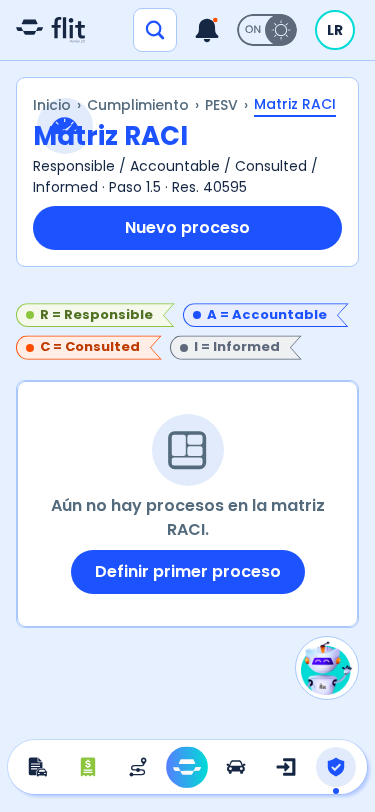 flit
ON
LR
Inicio › Cumplimiento › PESV › Matriz RACI
Matriz RACI
Responsible / Accountable / Consulted /
Informed · Paso 1.5 · Res. 40595
Nuevo proceso
R = Responsible
A = Accountable
C = Consulted
I = Informed
Aún no hay procesos en la matriz
RACI.
Definir primer proceso